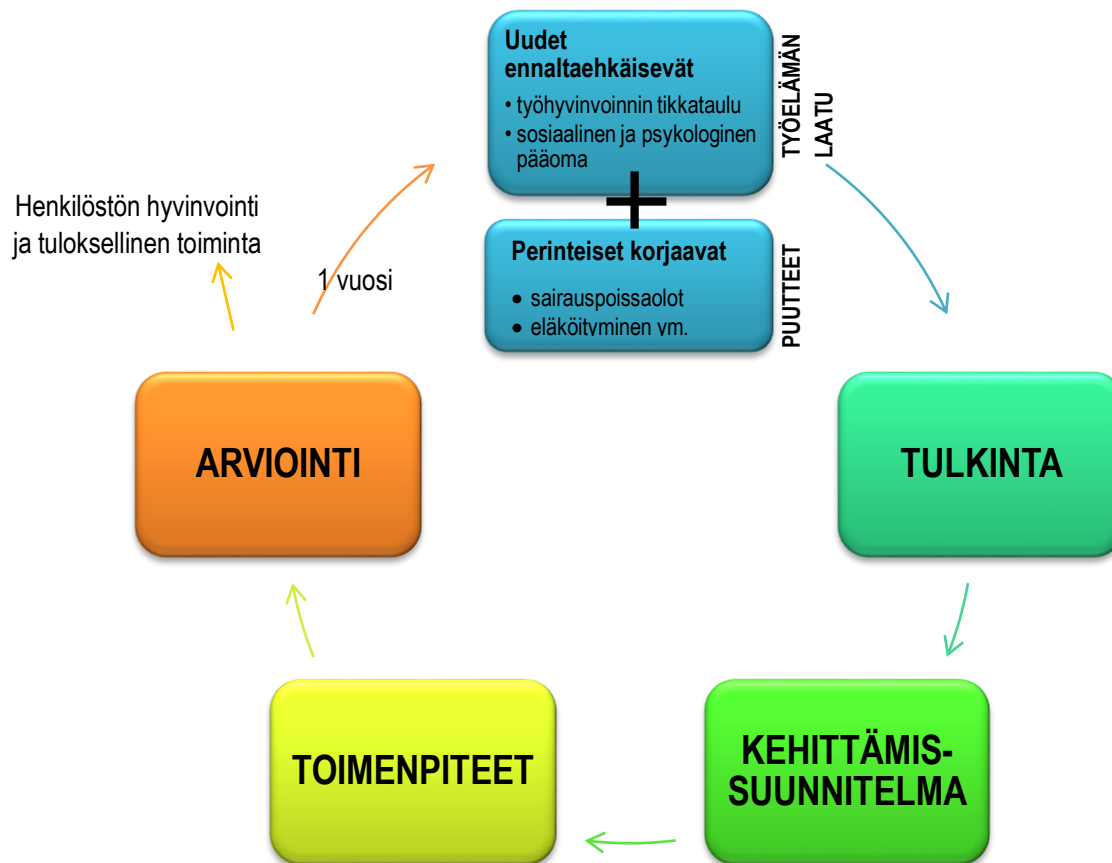 Uudet
ennaltaehkäisevät
• työhyvinvoinnin tikkataulu
• sosiaalinen ja psykologinen
pääoma
TYÖELÄMÄN
LAATU
Perinteiset korjaavat
• sairauspoissaolot
• eläköityminen ym.
PUUTTEET
Henkilöstön hyvinvointi
ja tuloksellinen toiminta
1 vuosi
ARVIOINTI
TULKINTA
TOIMENPITEET
KEHITTÄMIS-
SUUNNITELMA